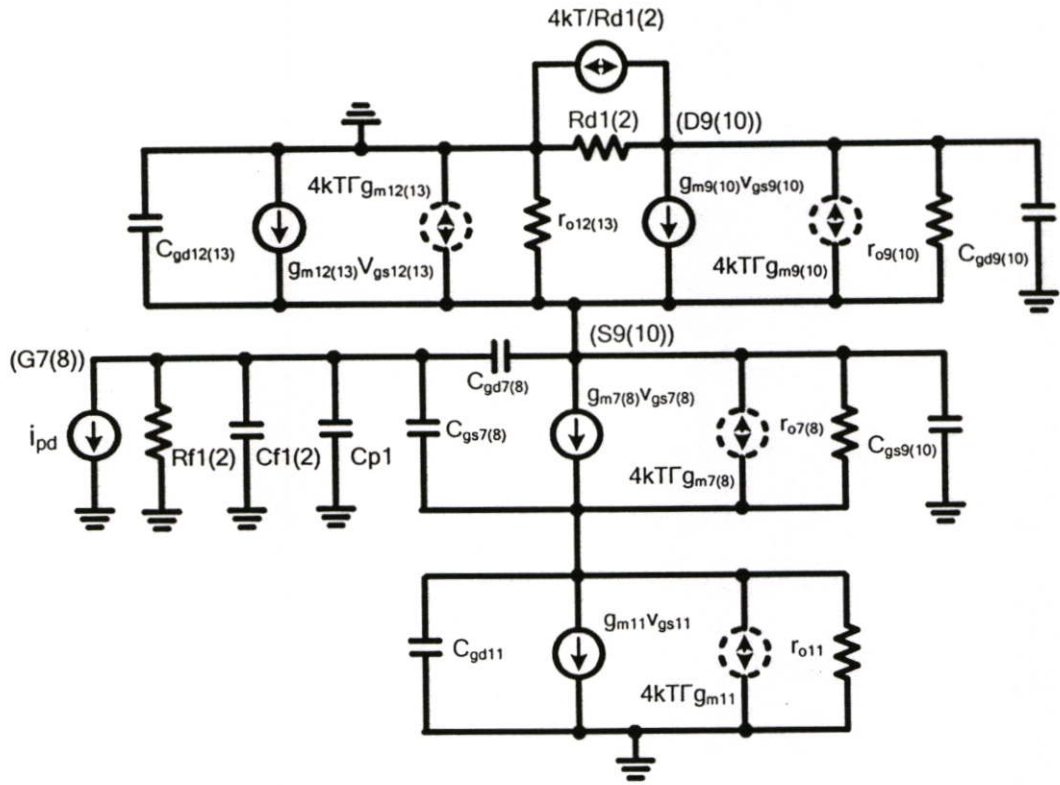 4kT/Rd1(2)
Rd1(2)
(D9(10))
4kTΓgm12(13)
gm9(10)vgs9(10)
Cgd12(13)
ro12(13)
gm12(13)Vgs12(13)
4kTΓgm9(10)
ro9(10)
Cgd9(10)
(S9(10))
(G7(8))
Cgd7(8)
gm7(8)vgs7(8)
ipd
Rf1(2)
Cf1(2)
Cp1
Cgs7(8)
ro7(8)
Cgs9(10)
4kTΓgm7(8)
gm11vgs11
Cgd11
ro11
4kTΓgm11